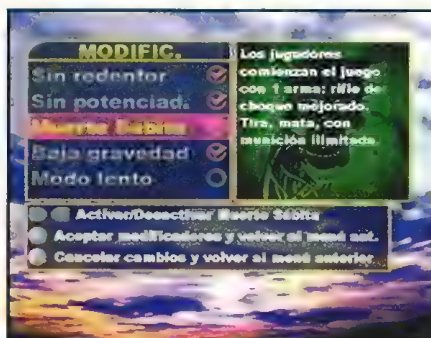 MODIFIC.
Sin redentor
Sin potenciad.
Muerte Súbita
Baja gravedad
Modo lento
Los jugadores
comienzan el juego
con 1 arma: rifle de
choque mejorado.
Tira, mata, con
munición ilimitada.
Activar/Desactivar Muerte Súbita
Aceptar modificadores y volver al menú ant.
Cancelar cambios y volver al menú anterior